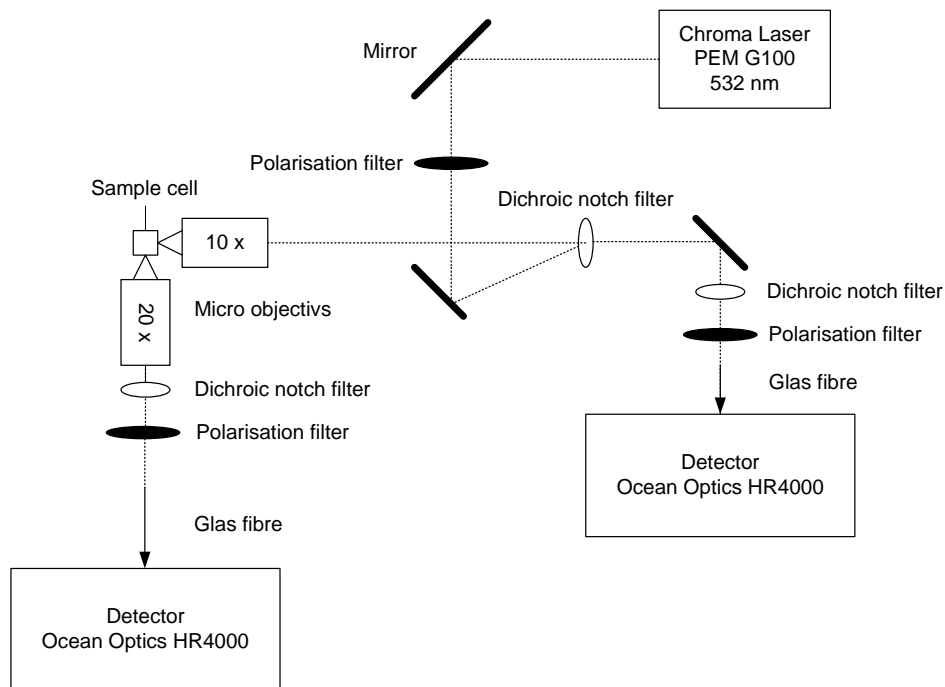 Chroma Laser
PEM G100
532 nm
Mirror
Polarisation filter
Sample cell
Dichroic notch filter
10 x
Dichroic notch filter
Micro objectivs
20 x
Polarisation filter
Glas fibre
Dichroic notch filter
Polarisation filter
Detector
Ocean Optics HR4000
Glas fibre
Detector
Ocean Optics HR4000